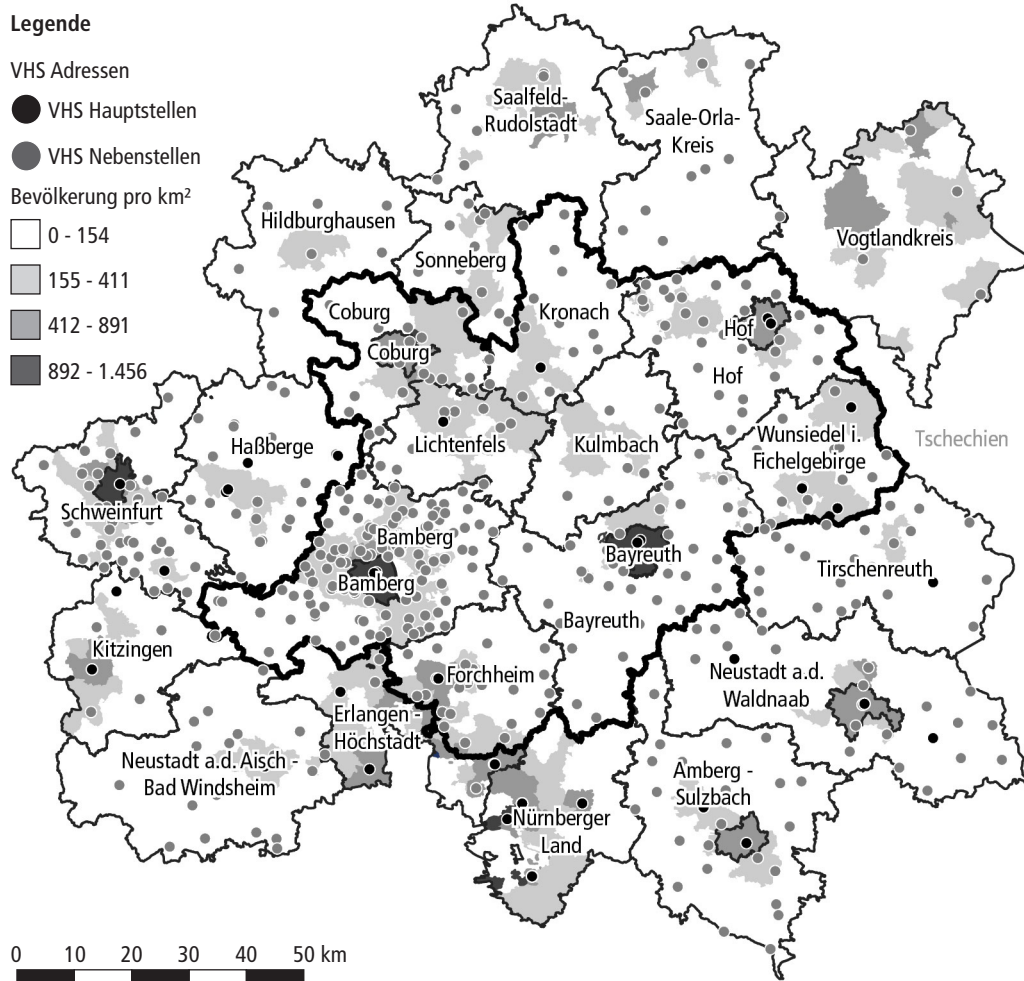 Legende
VHS Adressen
VHS Hauptstellen
VHS Nebenstellen
Bevölkerung pro km²
0 - 154
155 - 411
412 - 891
892 - 1.456
Saalfeld-
Rudolstadt
Saale-Orla-
Kreis
Hildburghausen
Sonneberg
Vogtlandkreis
Coburg
Kronach
Coburg
Hof
Hof
Haßberge
Lichtenfels
Kulmbach
Wunsiedel i.
Fichelgebirge
Tschechien
Schweinfurt
Bamberg
Bamberg
Bayreuth
Tirschenreuth
Bayreuth
Kitzingen
Forchheim
Neustadt a.d.
Waldnaab
Erlangen -
Höchstadt
Neustadt a.d. Aisch -
Bad Windsheim
Amberg -
Sulzbach
Nürnberger
Land
0 10 20 30 40 50 km